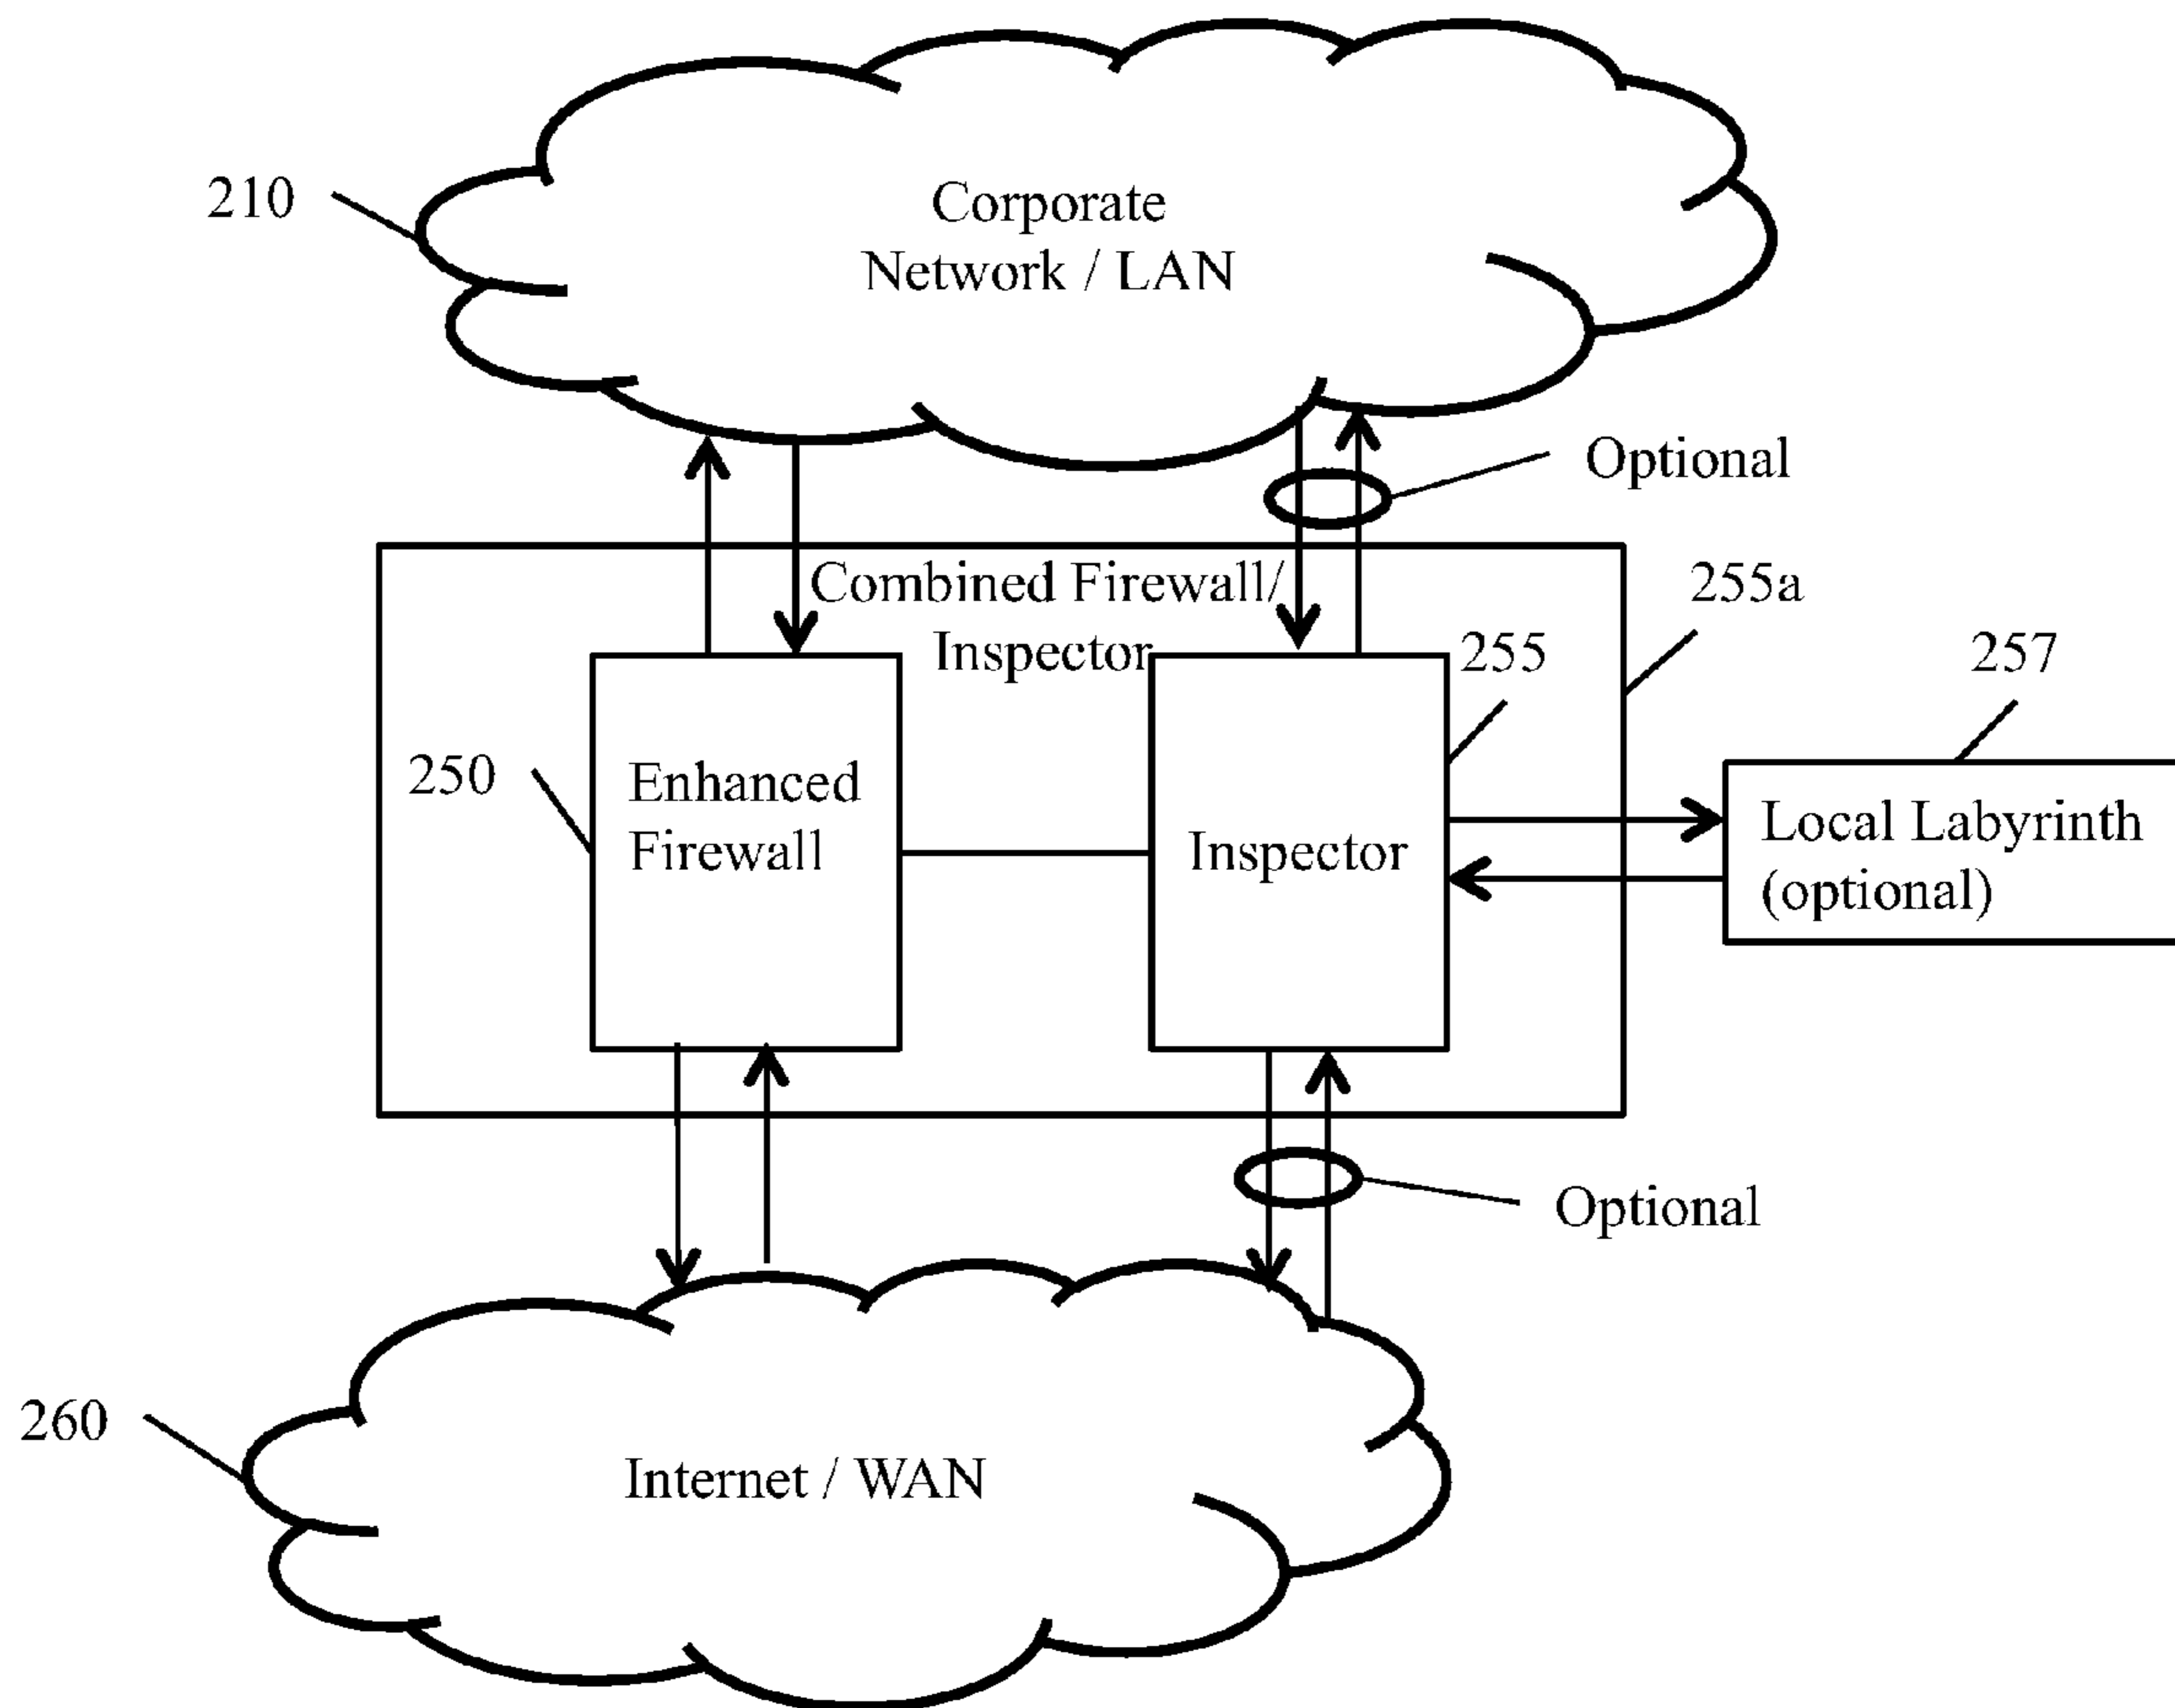 210
Corporate
Network / LAN
Optional
Combined Firewall/
Inspector
255a
255
257
250
Enhanced
Firewall
Inspector
Local Labyrinth
(optional)
Optional
260
Internet / WAN